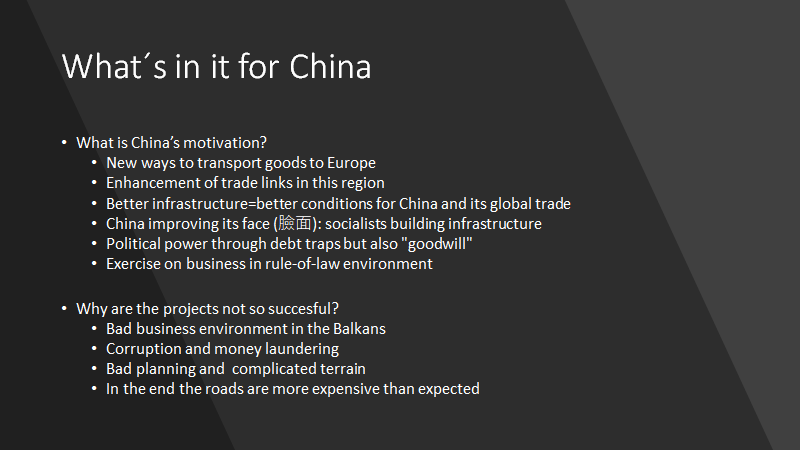 What´s in it for China
• What is China’s motivation?
• New ways to transport goods to Europe
• Enhancement of trade links in this region
• Better infrastructure=better conditions for China and its global trade
• China improving its face (臉面): socialists building infrastructure
• Political power through debt traps but also "goodwill"
• Exercise on business in rule-of-law environment
• Why are the projects not so succesful?
• Bad business environment in the Balkans
• Corruption and money laundering
• Bad planning and  complicated terrain
• In the end the roads are more expensive than expected